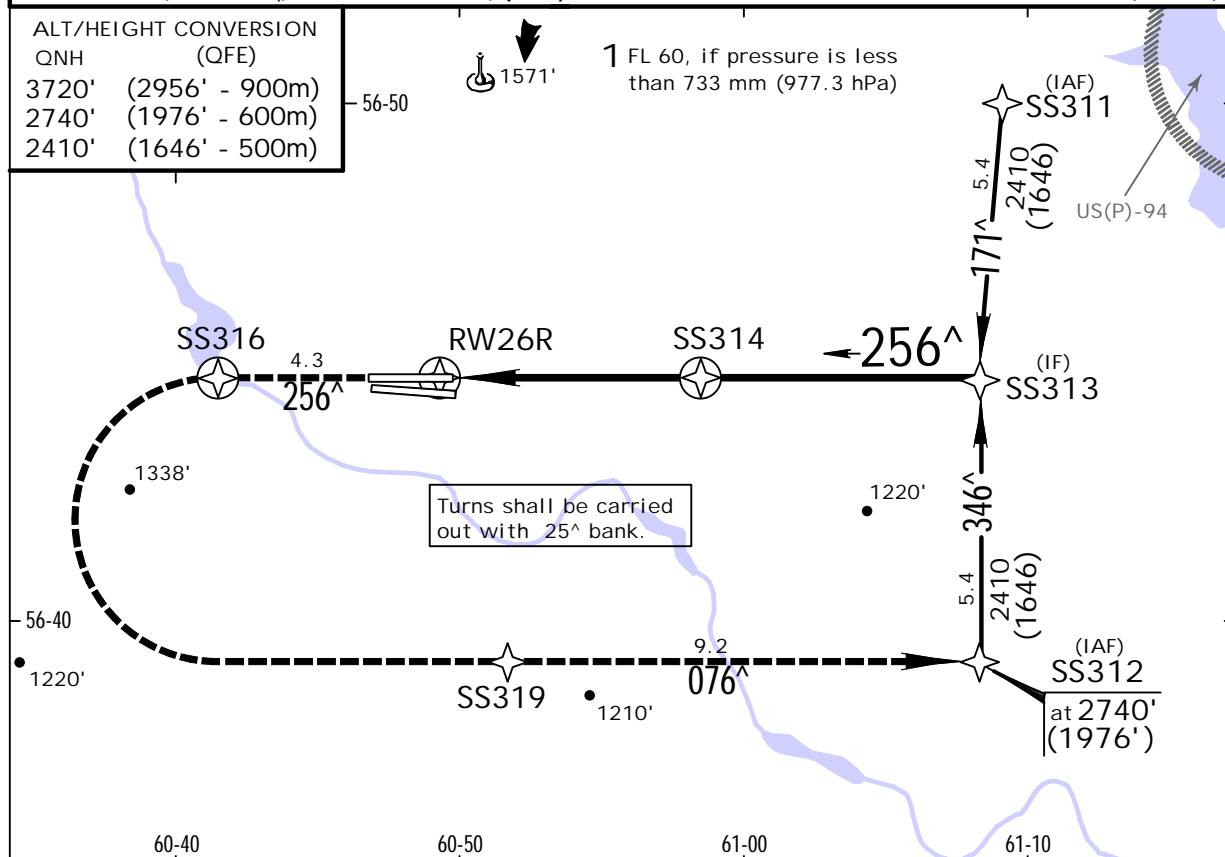 ALT/HEIGHT CONVERSION
QNH (QFE)
3720' (2956' - 900m)
2740' (1976' - 600m)
2410' (1646' - 500m)
1571'
1 FL 60, if pressure is less
than 733 mm (977.3 hPa)
56-50
(IAF)
SS311
5.4
2410
(1646)
171^
US(P)-94
SS316
4.3
256^
RW26R
SS314
256^
(IF)
SS313
1338'
Turns shall be carried
out with 25^ bank.
1220'
346^
5.4
2410
(1646)
56-40
1220'
SS319
9.2
076^
1210'
(IAF)
SS312
at 2740'
(1976')
60-40
60-50
61-00
61-10